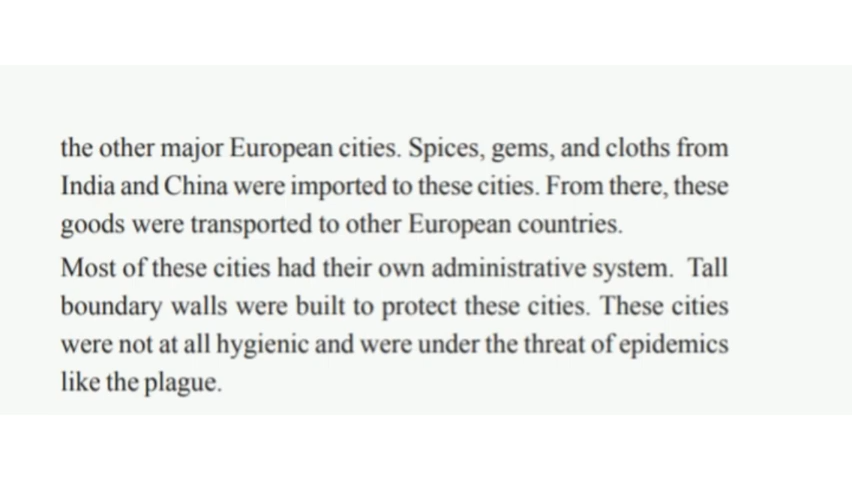 the other major European cities. Spices, gems, and cloths from
India and China were imported to these cities. From there, these
goods were transported to other European countries.
Most of these cities had their own administrative system. Tall
boundary walls were built to protect these cities. These cities
were not at all hygienic and were under the threat of epidemics
like the plague.